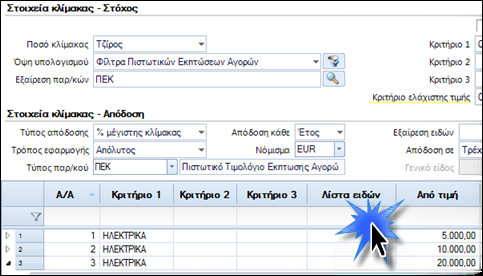 Στοιχεία κλίμακας - Στόχος
Ποσό κλίμακας Τζίρος Κριτήριο 1
Όψη υπολογισμού Φίλτρα Πιστωτικών Εκπτώσεων Αγορών Κριτήριο 2
Εξαίρεση παρ/κών ΠΕΚ Κριτήριο 3
Κριτήριο ελάχιστης τιμής
Στοιχεία κλίμακας - Απόδοση
Τύπος απόδοσης % μέγιστης κλίμακας Απόδοση κάθε Έτος Εξαίρεση ειδών
Τρόπος εφαρμογής Απόλυτος Νόμισμα EUR Απόδοση σε Τρέχ
Τύπος παρ/κού ΠΕΚ Πιστωτικό Τιμολόγιο Έκπτωσης Αγορώ Γενικό είδος
Α/Α Κριτήριο 1 Κριτήριο 2 Κριτήριο 3 Λίστα ειδών Από τιμή
1 1 ΗΛΕΚΤΡΙΚΑ 5.000,00
2 2 ΗΛΕΚΤΡΙΚΑ 10.000,00
3 3 ΗΛΕΚΤΡΙΚΑ 20.000,00